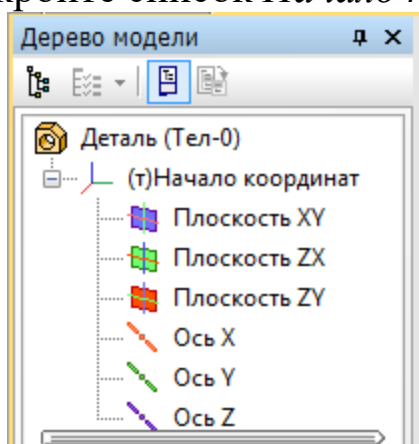 Дерево модели
Деталь (Тел-0)
(т)Начало координат
Плоскость XY
Плоскость ZX
Плоскость ZY
Ось X
Ось Y
Ось Z